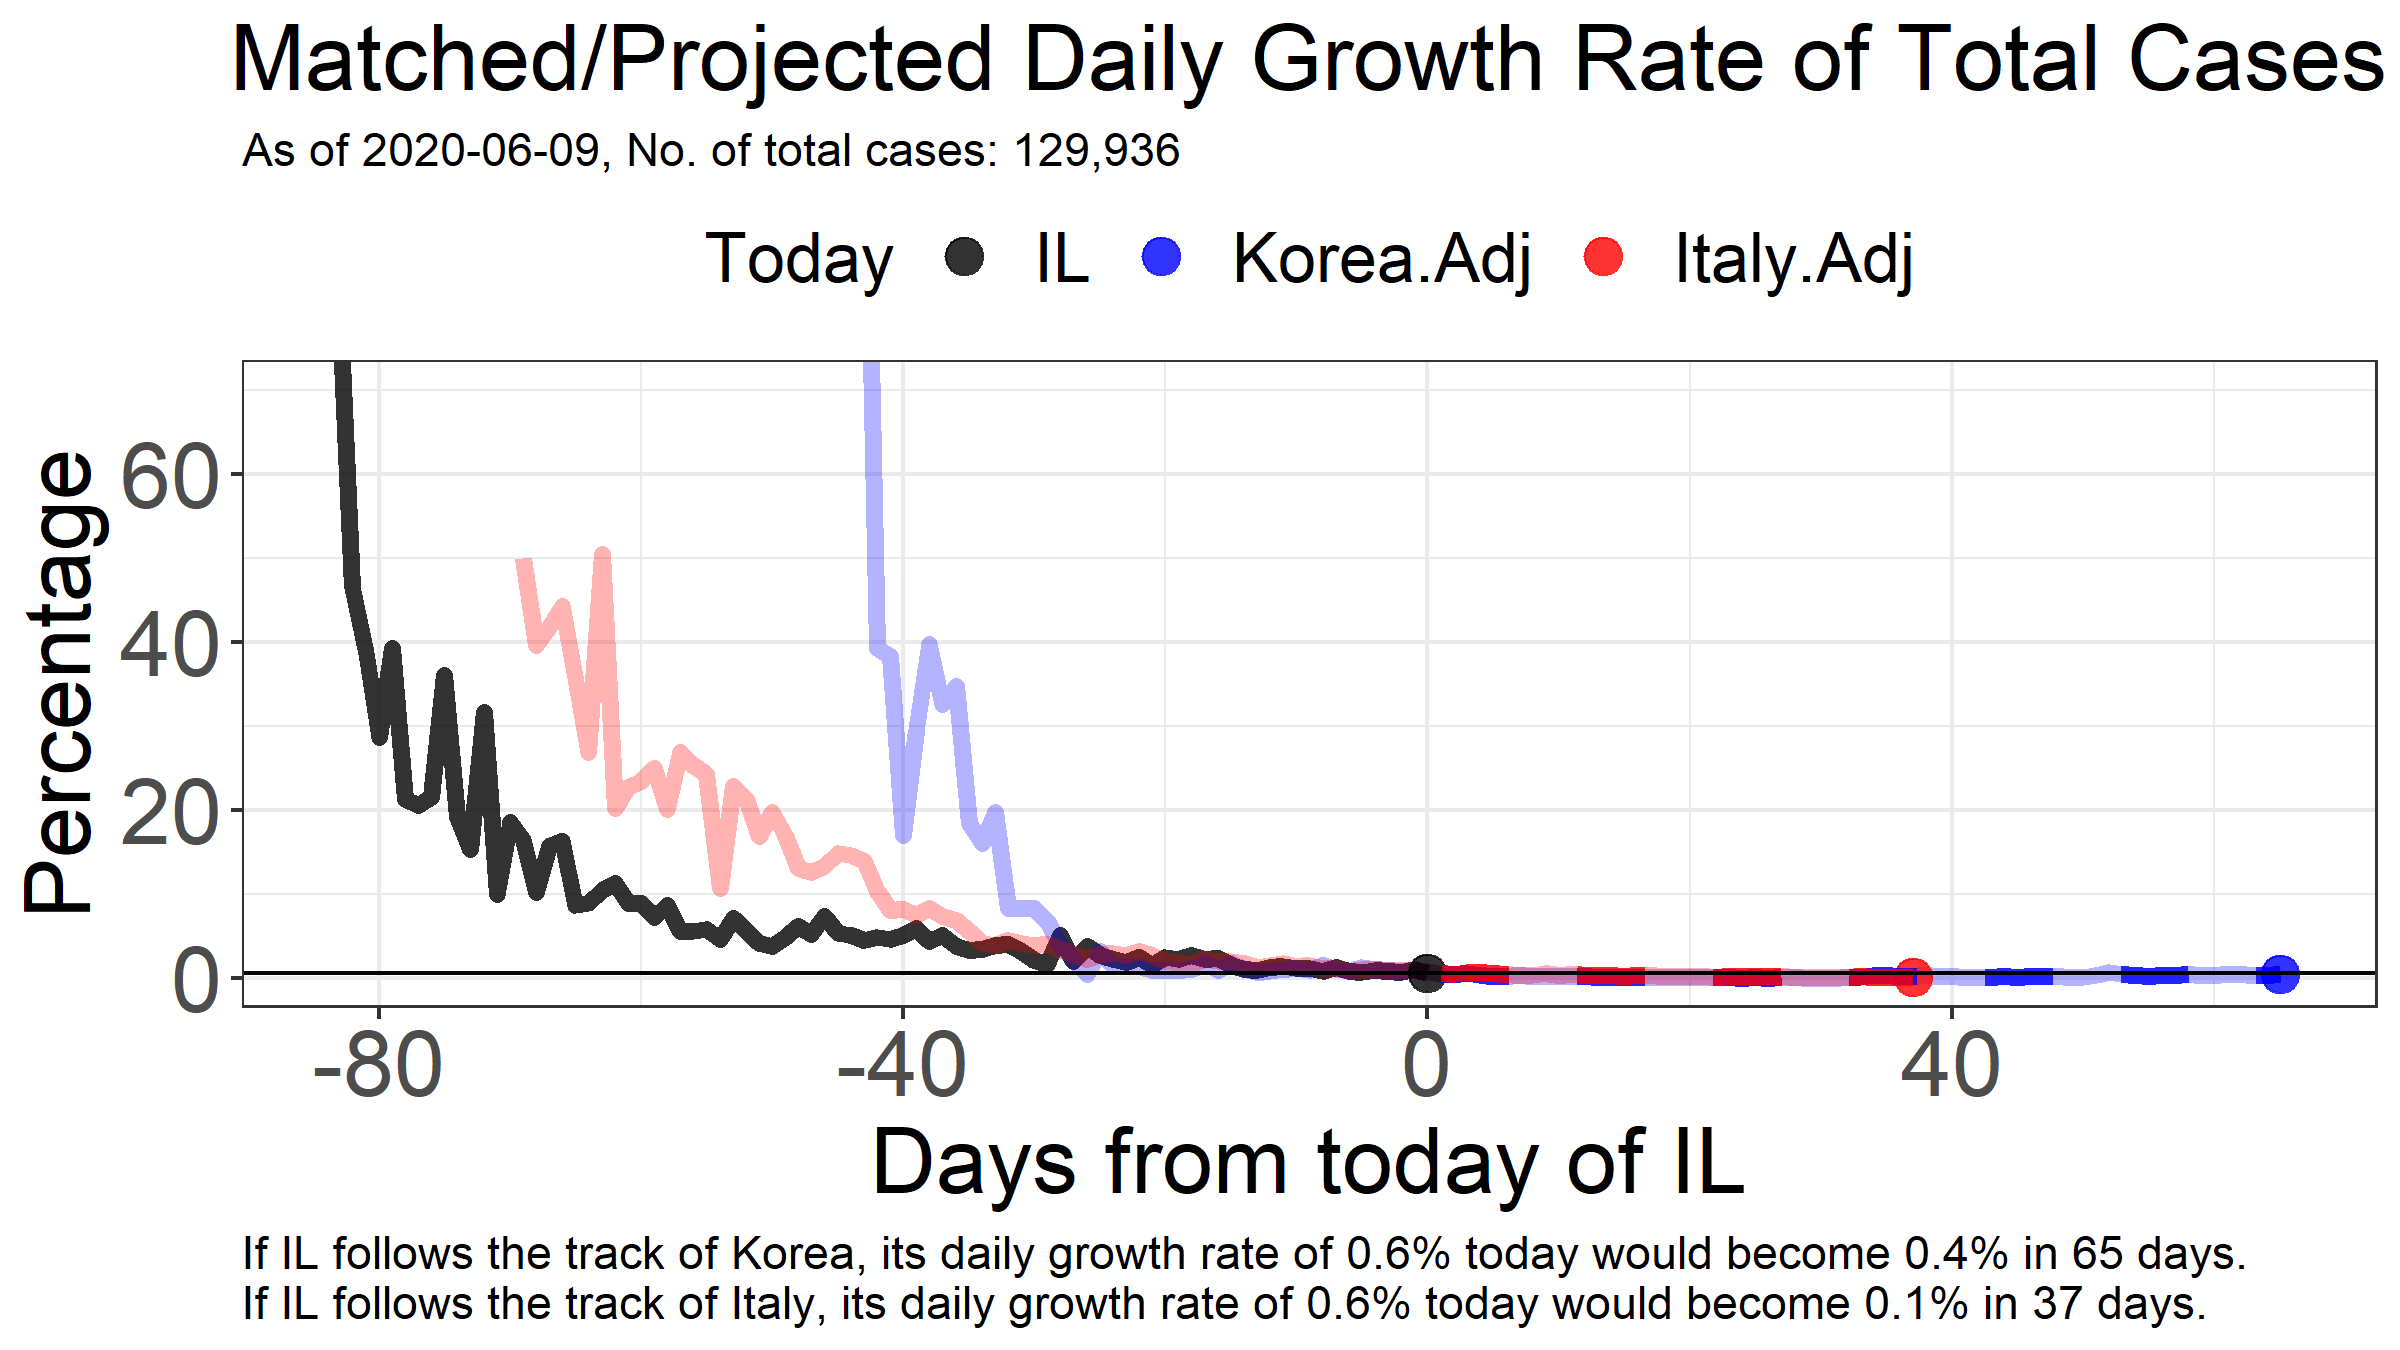 Matched/Projected Daily Growth Rate of Total Cases
As of 2020-06-09, No. of total cases: 129,936
Today IL Korea.Adj Italy.Adj
Percentage
60
40
20
0
-80 -40 0 40
Days from today of IL
If IL follows the track of Korea, its daily growth rate of 0.6% today would become 0.4% in 65 days.
If IL follows the track of Italy, its daily growth rate of 0.6% today would become 0.1% in 37 days.